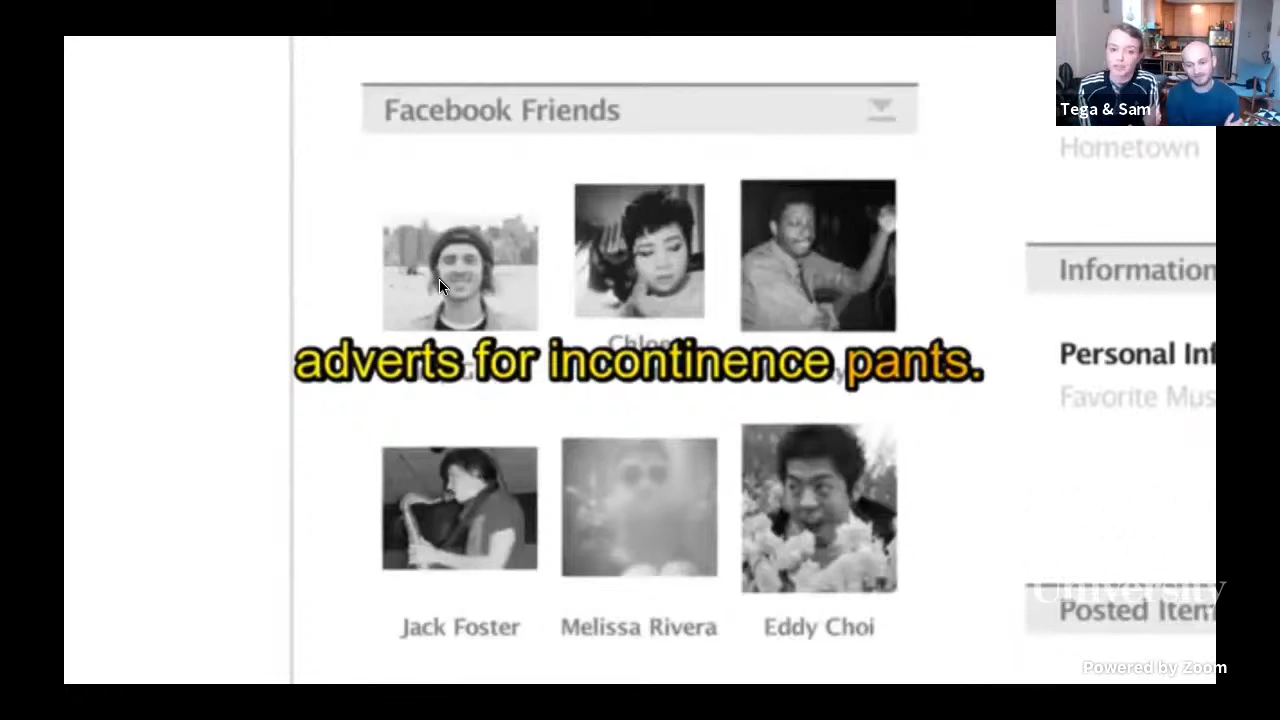 Tega & Sam
Facebook Friends
Hometown
Information
adverts for incontinence pants.
Personal Inf
Favorite Mus
Jack Foster
Melissa Rivera
Eddy Choi
University
Posted Item
Powered by Zoom